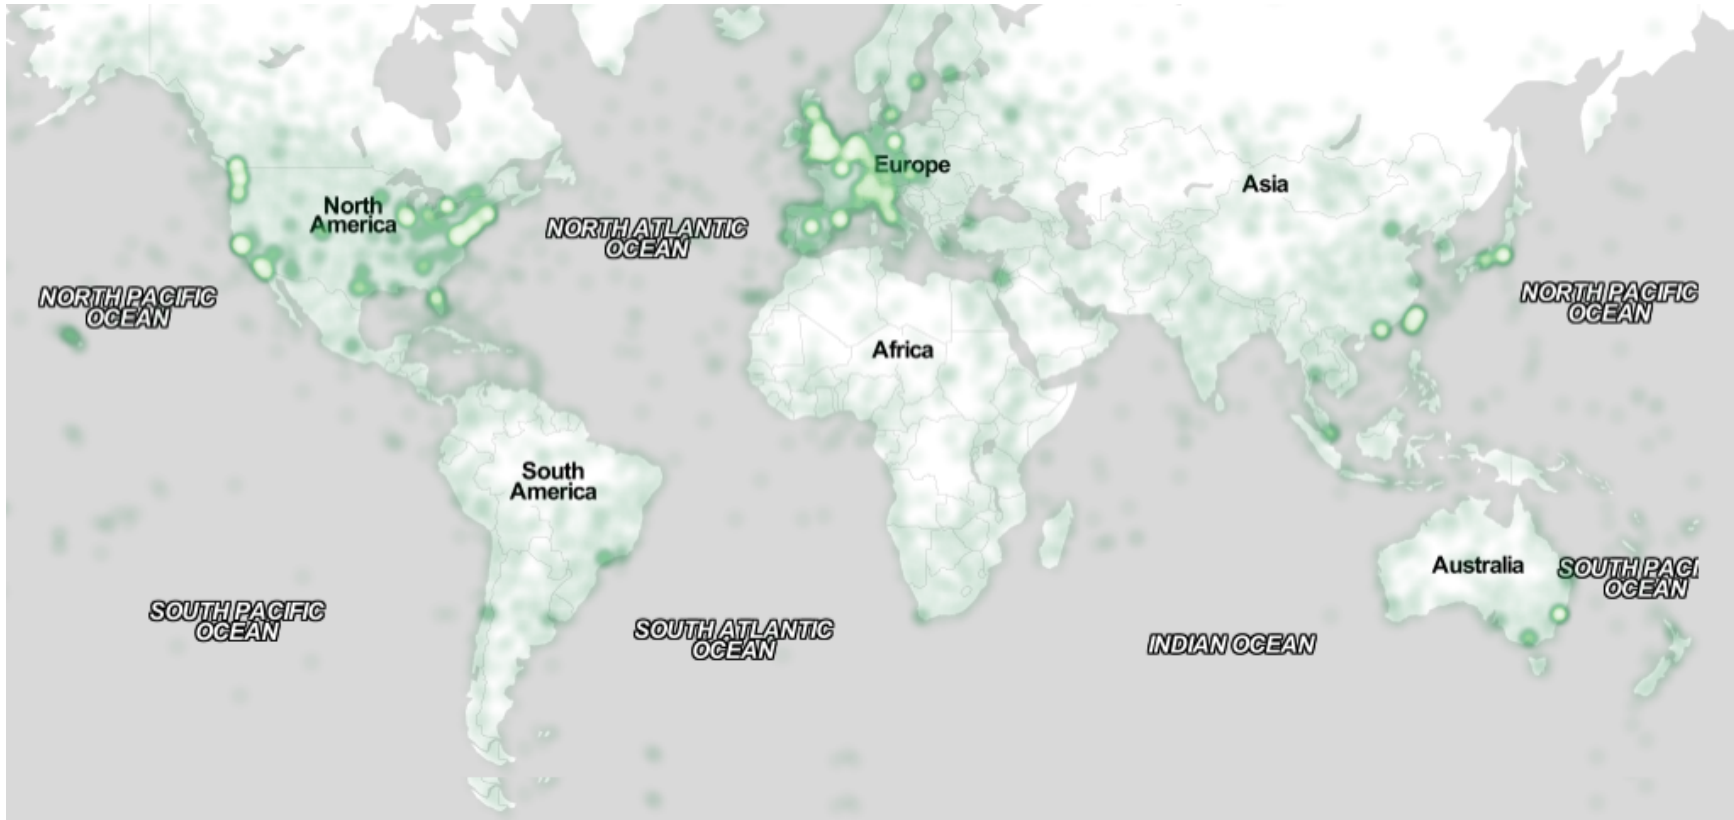 Europe
Asia
North
America
NORTH ATLANTIC
OCEAN
NORTH PACIFIC
OCEAN
NORTH PACIFIC
OCEAN
Africa
South
America
Australia
SOUTH PACI
OCEAN
SOUTH PACIFIC
OCEAN
SOUTH ATLANTIC
OCEAN
INDIAN OCEAN